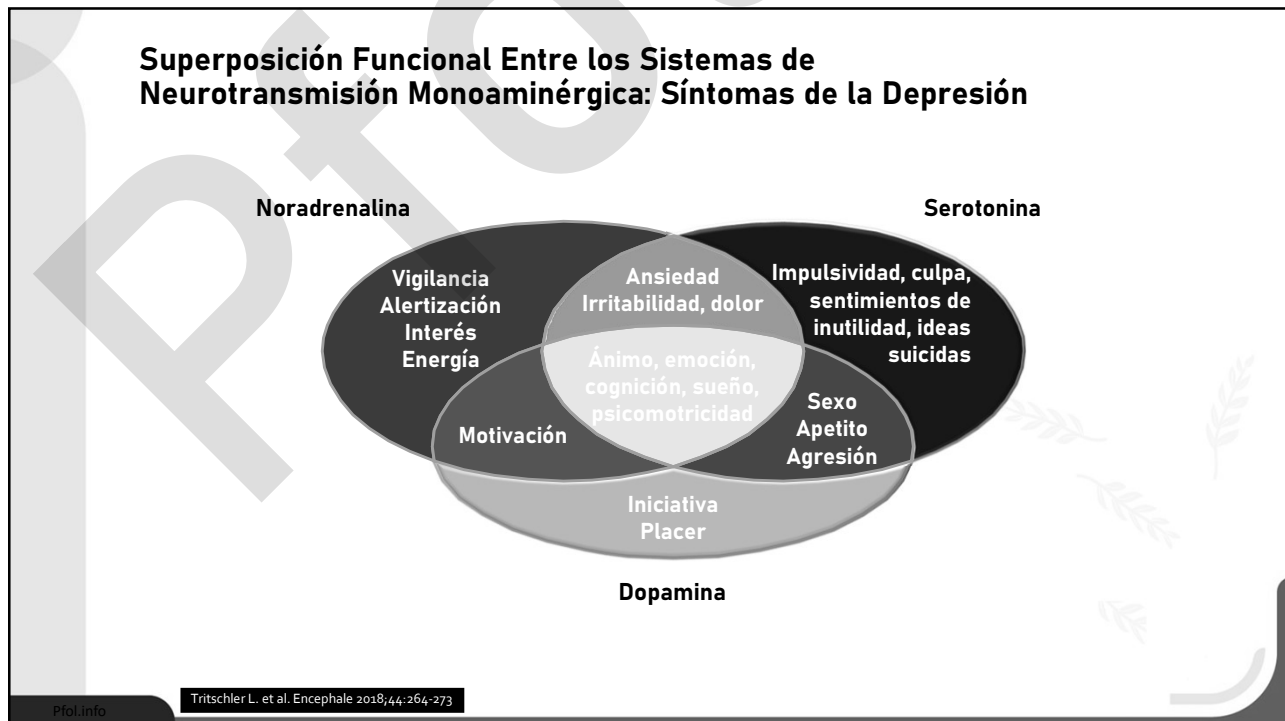 Superposición Funcional Entre los Sistemas de
Neurotransmisión Monoaminérgica: Síntomas de la Depresión
Noradrenalina
Serotonina
Vigilancia
Alertización
Interés
Energía
Ansiedad
Irritabilidad, dolor
Impulsividad, culpa,
sentimientos de
inutilidad, ideas
suicidas
Ánimo, emoción,
cognición, sueño,
psicomotricidad
Motivación
Sexo
Apetito
Agresión
Iniciativa
Placer
Dopamina
Tritschler L. et al. Encephale 2018;44:264-273
Pfol.info